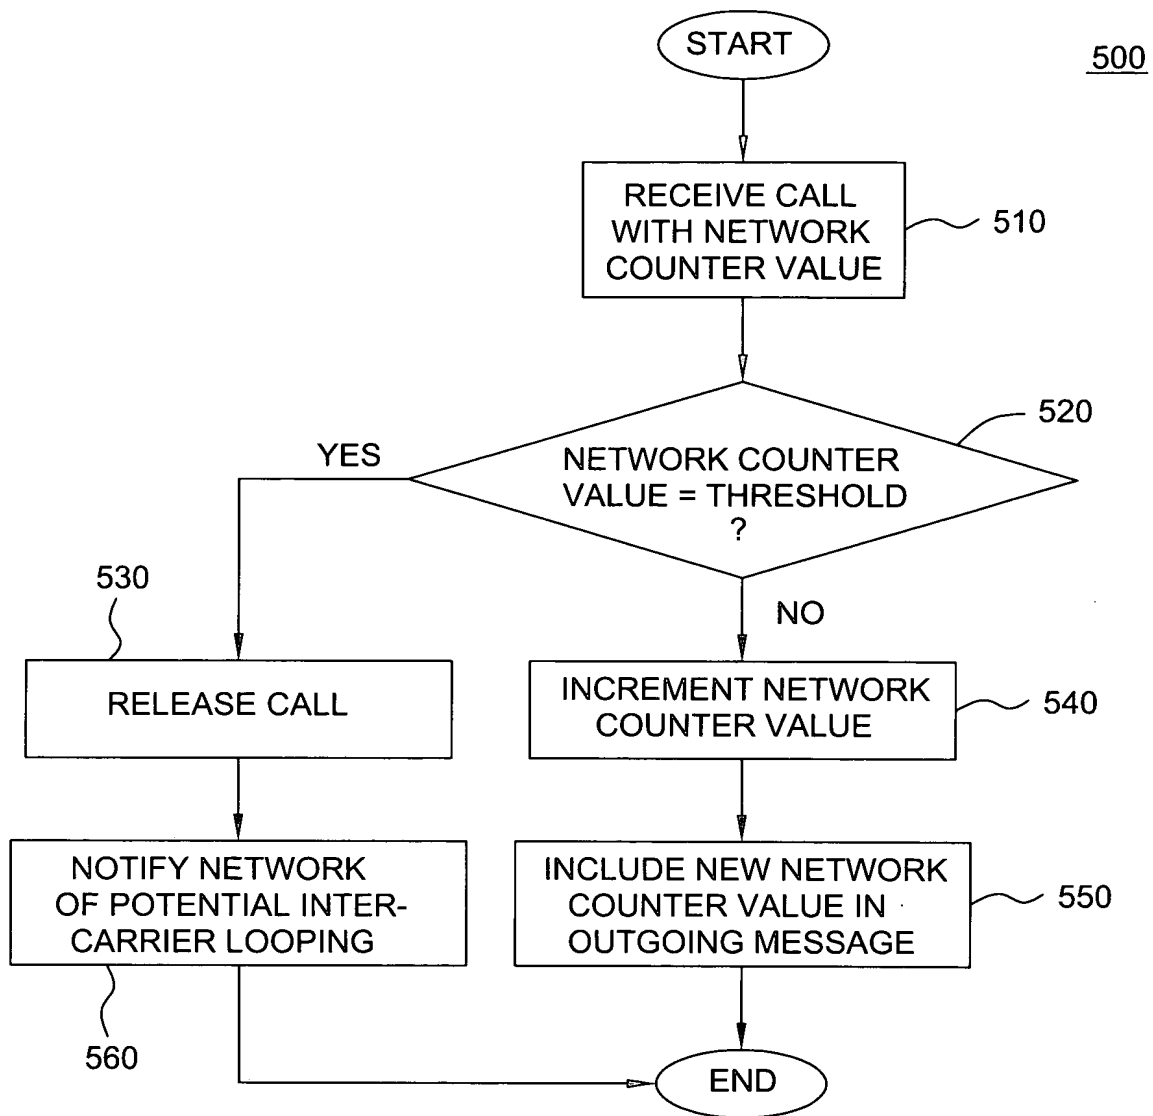 START
500
RECEIVE CALL
WITH NETWORK
COUNTER VALUE
510
520
NETWORK COUNTER
VALUE = THRESHOLD
?
YES
NO
530
RELEASE CALL
INCREMENT NETWORK
COUNTER VALUE
540
NOTIFY NETWORK
OF POTENTIAL INTER-
CARRIER LOOPING
560
INCLUDE NEW NETWORK
COUNTER VALUE IN
OUTGOING MESSAGE
550
END